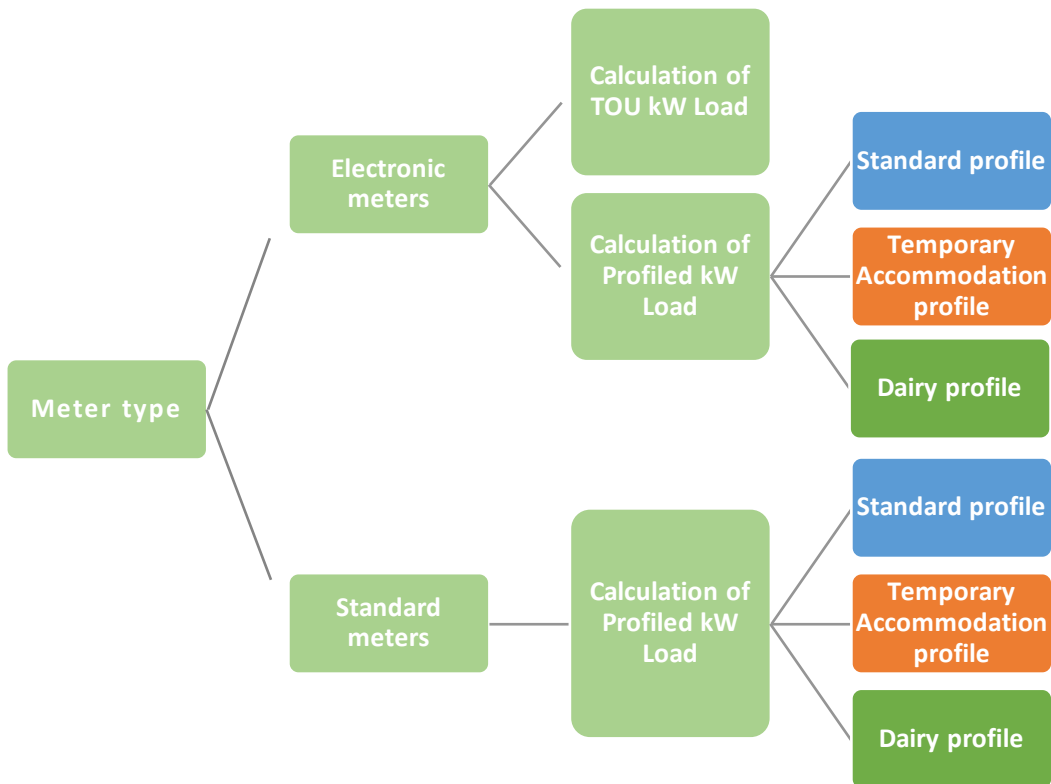 Meter type
Electronic
meters
Calculation of
TOU kW Load
Calculation of
Profiled kW
Load
Standard profile
Temporary
Accommodation
profile
Dairy profile
Standard
meters
Calculation of
Profiled kW
Load
Standard profile
Temporary
Accommodation
profile
Dairy profile